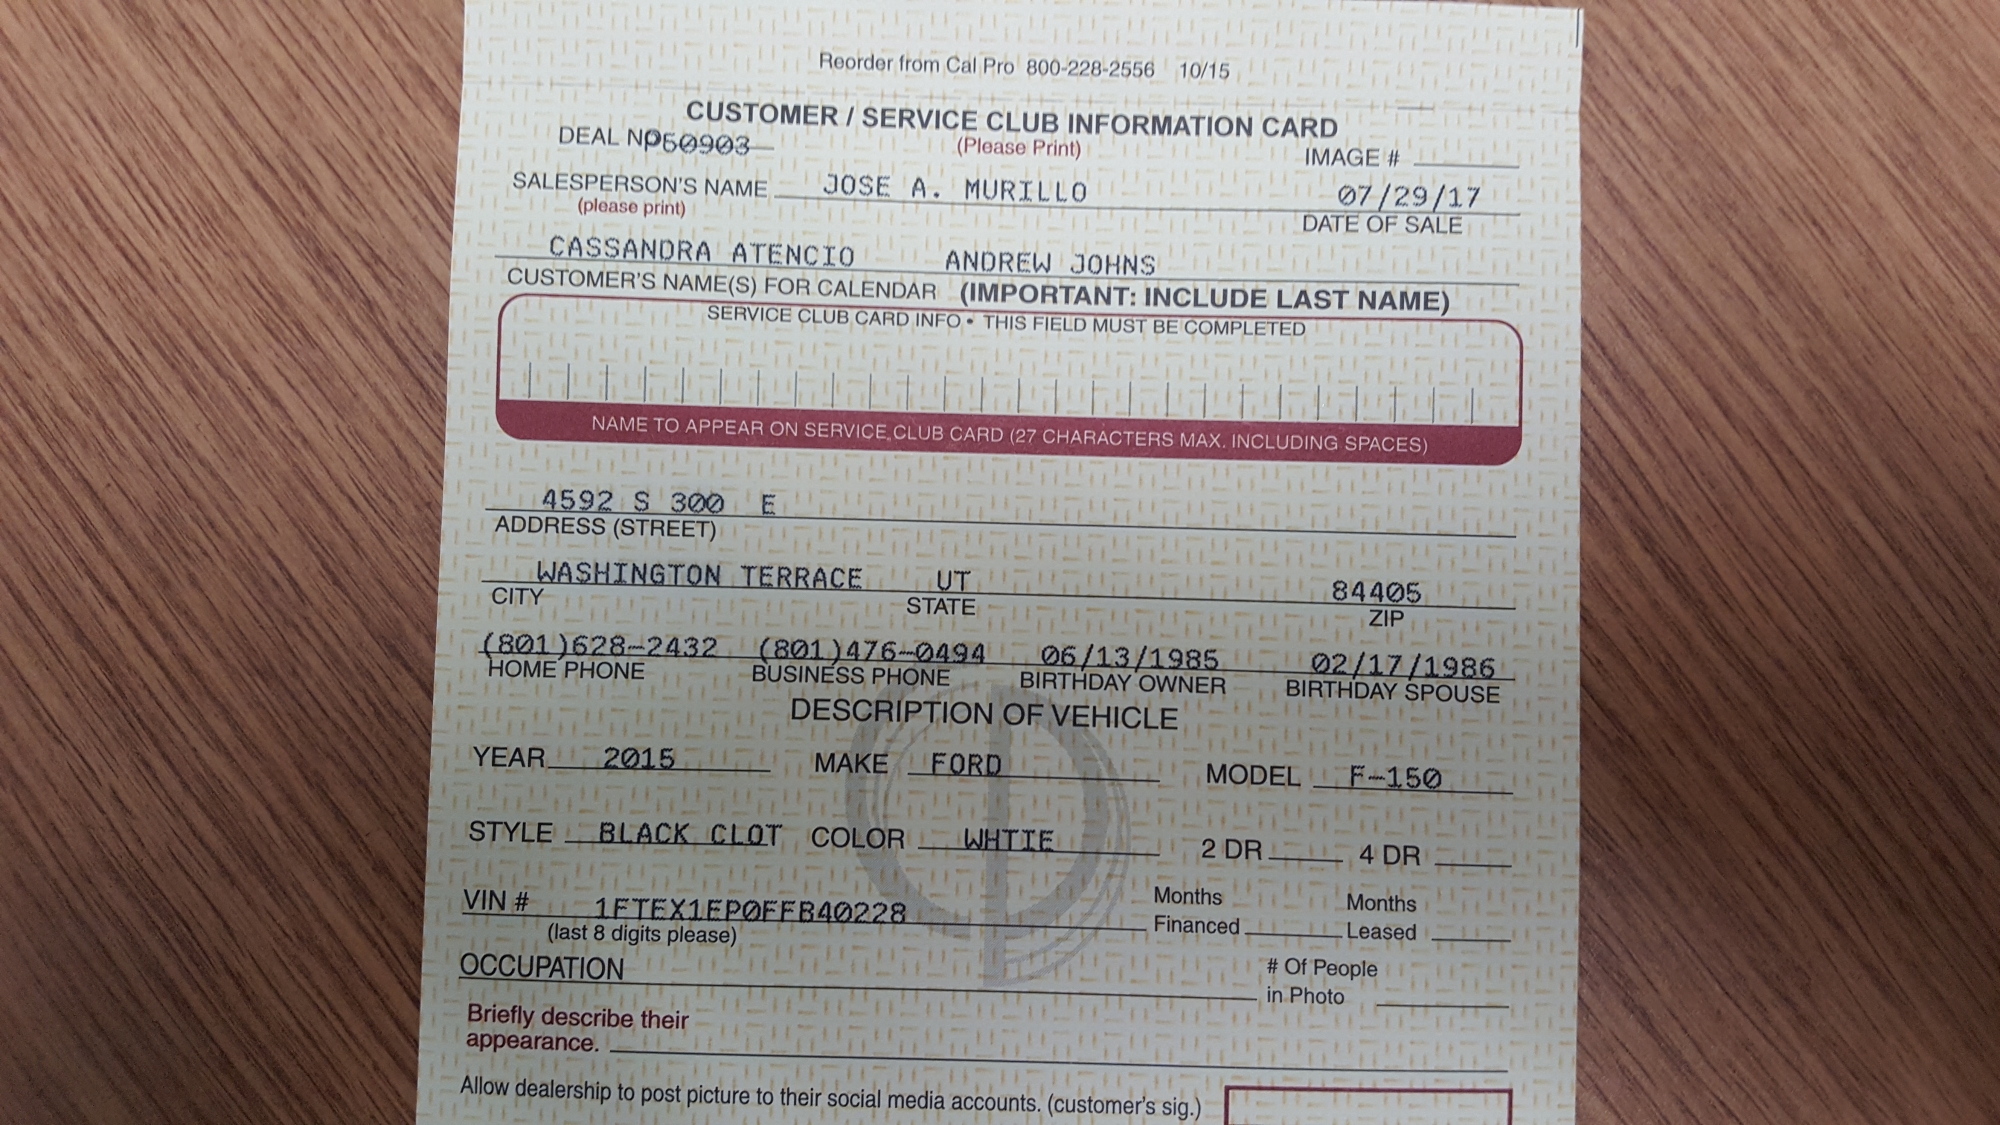 Reorder from Cal Pro 800-228-2556 10/15
CUSTOMER / SERVICE CLUB INFORMATION CARD
DEAL NO P50903 (Please Print) IMAGE #
SALESPERSON'S NAME JOSE A. MURILLO 07/29/17
(please print) DATE OF SALE
CASSANDRA ATENCIO ANDREW JOHNS
CUSTOMER'S NAME(S) FOR CALENDAR (IMPORTANT: INCLUDE LAST NAME)
SERVICE CLUB CARD INFO • THIS FIELD MUST BE COMPLETED
NAME TO APPEAR ON SERVICE CLUB CARD (27 CHARACTERS MAX. INCLUDING SPACES)
4592 S 300 E
ADDRESS (STREET)
WASHINGTON TERRACE UT 84405
CITY STATE ZIP
(801)628-2432 (801)476-0494 06/13/1985 02/17/1986
HOME PHONE BUSINESS PHONE BIRTHDAY OWNER BIRTHDAY SPOUSE
DESCRIPTION OF VEHICLE
YEAR 2015 MAKE FORD MODEL F-150
STYLE BLACK CLOT COLOR WHTIE 2 DR 4 DR
VIN # 1FTEX1EP0FFB40228 Months Financed Months Leased
(last 8 digits please)
OCCUPATION # Of People in Photo
Briefly describe their
appearance.
Allow dealership to post picture to their social media accounts. (customer's sig.)